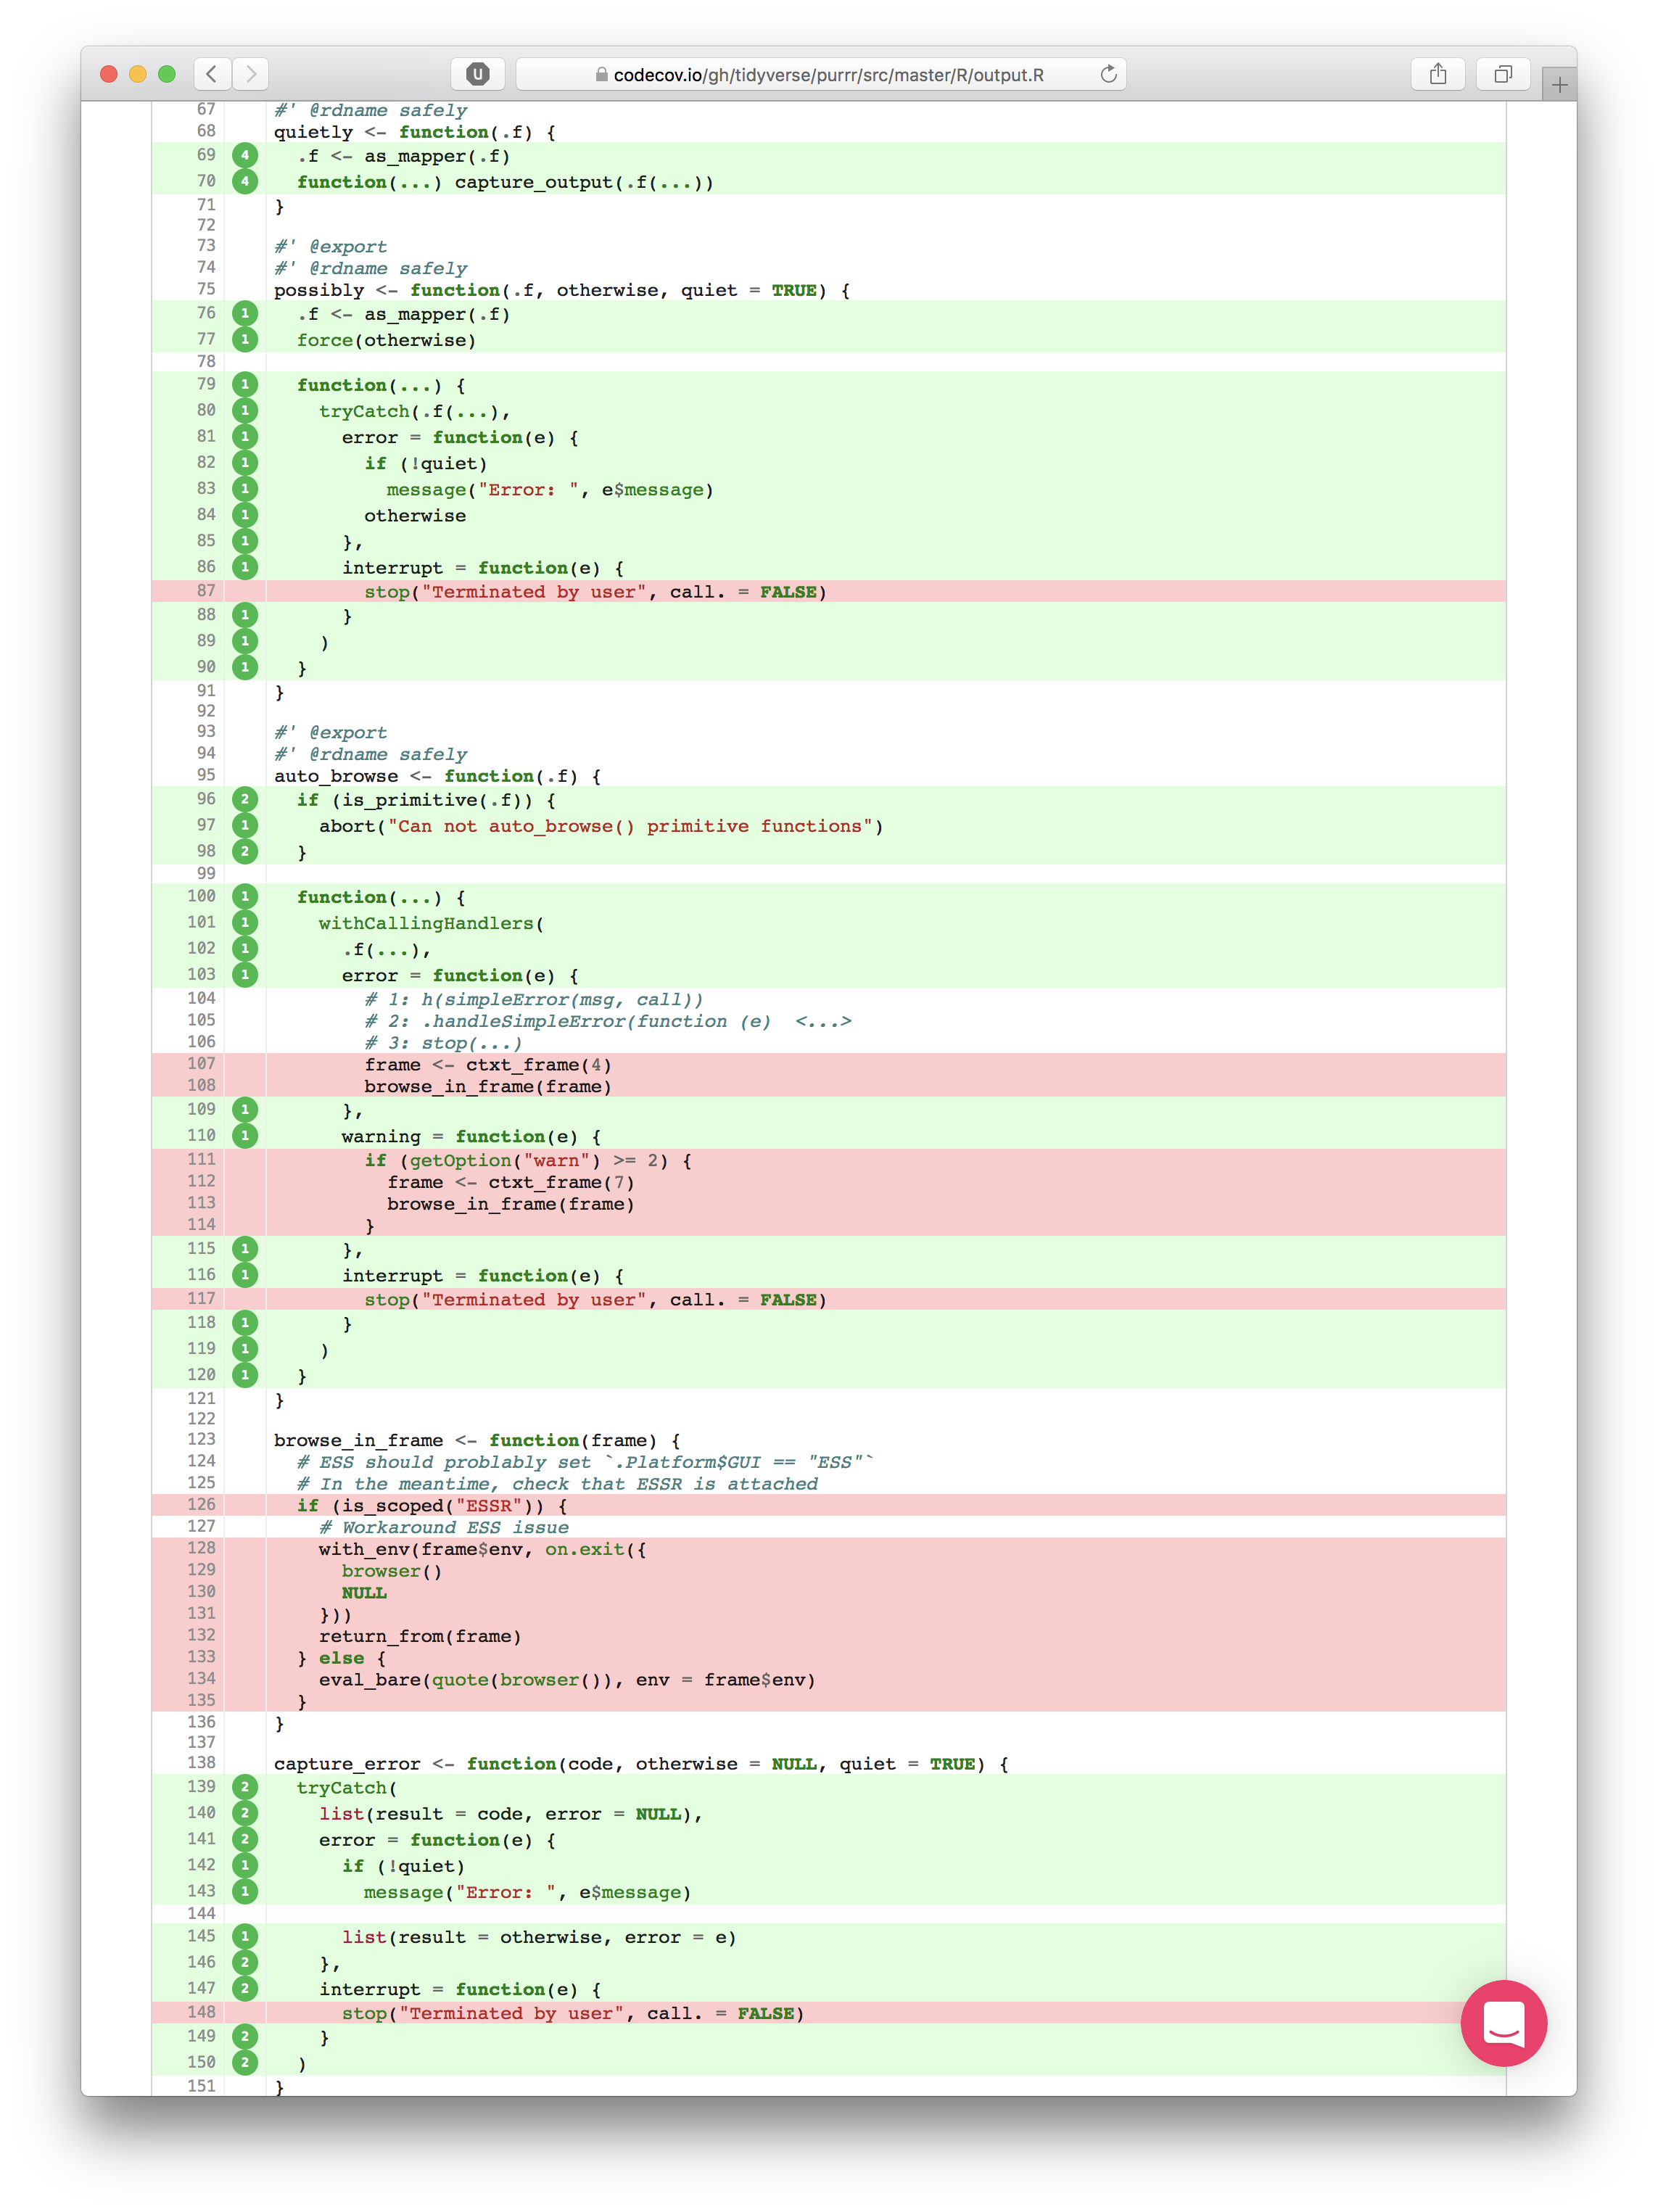 U
codecov.io/gh/tidyverse/purrr/src/master/R/output.R
67 #' @rdname safely
68 quietly <- function(.f) {
69 4 .f <- as_mapper(.f)
70 4 function(...) capture_output(.f(...))
71 }
72
73 #' @export
74 #' @rdname safely
75 possibly <- function(.f, otherwise, quiet = TRUE) {
76 1 .f <- as_mapper(.f)
77 1 force(otherwise)
78
79 1 function(...) {
80 1 tryCatch(.f(...),
81 1 error = function(e) {
82 1 if (!quiet)
83 1 message("Error: ", e$message)
84 1 otherwise
85 1 },
86 1 interrupt = function(e) {
87 stop("Terminated by user", call. = FALSE)
88 1 }
89 1 )
90 1 }
91 }
92
93 #' @export
94 #' @rdname safely
95 auto_browse <- function(.f) {
96 2 if (is_primitive(.f)) {
97 1 abort("Can not auto_browse() primitive functions")
98 2 }
99
100 1 function(...) {
101 1 withCallingHandlers(
102 1 .f(...),
103 1 error = function(e) {
104 # 1: h(simpleError(msg, call))
105 # 2: .handleSimpleError(function (e) <...>
106 # 3: stop(...)
107 frame <- ctxt_frame(4)
108 browse_in_frame(frame)
109 1 },
110 1 warning = function(e) {
111 if (getOption("warn") >= 2) {
112 frame <- ctxt_frame(7)
113 browse_in_frame(frame)
114 }
115 1 },
116 1 interrupt = function(e) {
117 stop("Terminated by user", call. = FALSE)
118 1 }
119 1 )
120 1 }
121 }
122
123 browse_in_frame <- function(frame) {
124 # ESS should problably set `.Platform$GUI == "ESS"`
125 # In the meantime, check that ESSR is attached
126 if (is_scoped("ESSR")) {
127 # Workaround ESS issue
128 with_env(frame$env, on.exit({
129 browser()
130 NULL
131 }))
132 return_from(frame)
133 } else {
134 eval_bare(quote(browser()), env = frame$env)
135 }
136 }
137
138 capture_error <- function(code, otherwise = NULL, quiet = TRUE) {
139 2 tryCatch(
140 2 list(result = code, error = NULL),
141 2 error = function(e) {
142 1 if (!quiet)
143 1 message("Error: ", e$message)
144
145 1 list(result = otherwise, error = e)
146 2 },
147 2 interrupt = function(e) {
148 stop("Terminated by user", call. = FALSE)
149 2 }
150 2 )
151 }